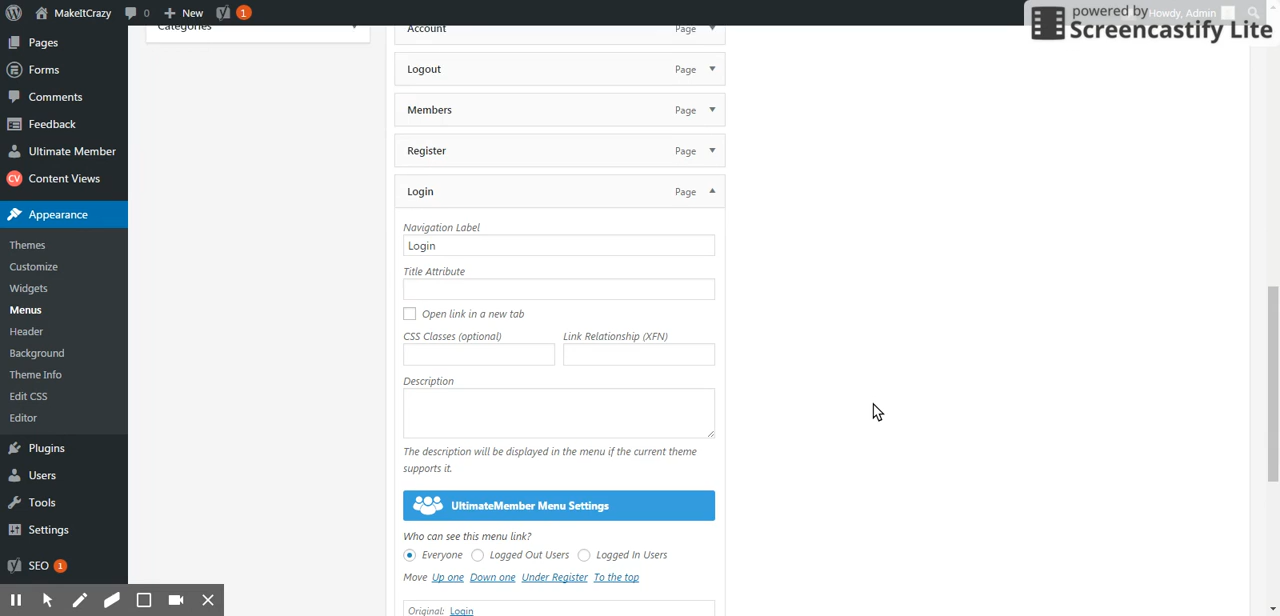 MakeItCrazy 0 New 1 Howdy, Admin
powered by
Screencastify Lite
Pages
Forms
Comments
Feedback
Ultimate Member
CV Content Views
Appearance
Themes
Customize
Widgets
Menus
Header
Background
Theme Info
Edit CSS
Editor
Plugins
Users
Tools
Settings
SEO 1
Categories
Account Page
Logout Page
Members Page
Register Page
Login Page
Navigation Label
Login
Title Attribute
Open link in a new tab
CSS Classes (optional) Link Relationship (XFN)
Description
The description will be displayed in the menu if the current theme
supports it.
UltimateMember Menu Settings
Who can see this menu link?
Everyone Logged Out Users Logged In Users
Move Up one Down one Under Register To the top
Original: Login